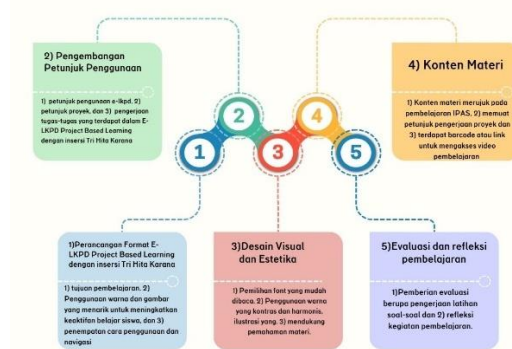 2) Pengembangan
Petunjuk Penggunaan
1) petunjuk pengunaan e-lkpd, 2)
petunjuk proyek, dan 3) pengerjaan
tugas-tugas yang terdapat dalam E-
LKPD Project Based Learning
dengan insersi Tri Hita Karana
4) Konten Materi
1) Konten materi merujuk pada
pembelajaran IPAS, 2) memuat
petunjuk pengerjaan proyek dan
3) terdapat barcode atau link
untuk mengakses video
pembelajaran
1
2
3
4
5
1)Perancangan Format E-
LKPD Project Based Learning
dengan insersi Tri Hita Karana
1) tujuan pembelajaran, 2)
Penggunaan warna dan gambar
yang menarik untuk meningkatkan
keaktifan belajar siswa, dan 3)
penempatan cara penggunaan dan
navigasi
3)Desain Visual
dan Estetika
1) Pemilihan font yang mudah
dibaca, 2) Penggunaan warna
yang kontras dan harmonis,
ilustrasi yang, 3) mendukung
pemahaman materi.
5)Evaluasi dan refleksi
pembelajaran
1)Pemberian evaluasi
berupa pengerjaan latihan
soal-soal dan 2) refleksi
kegiatan pembelajaran.